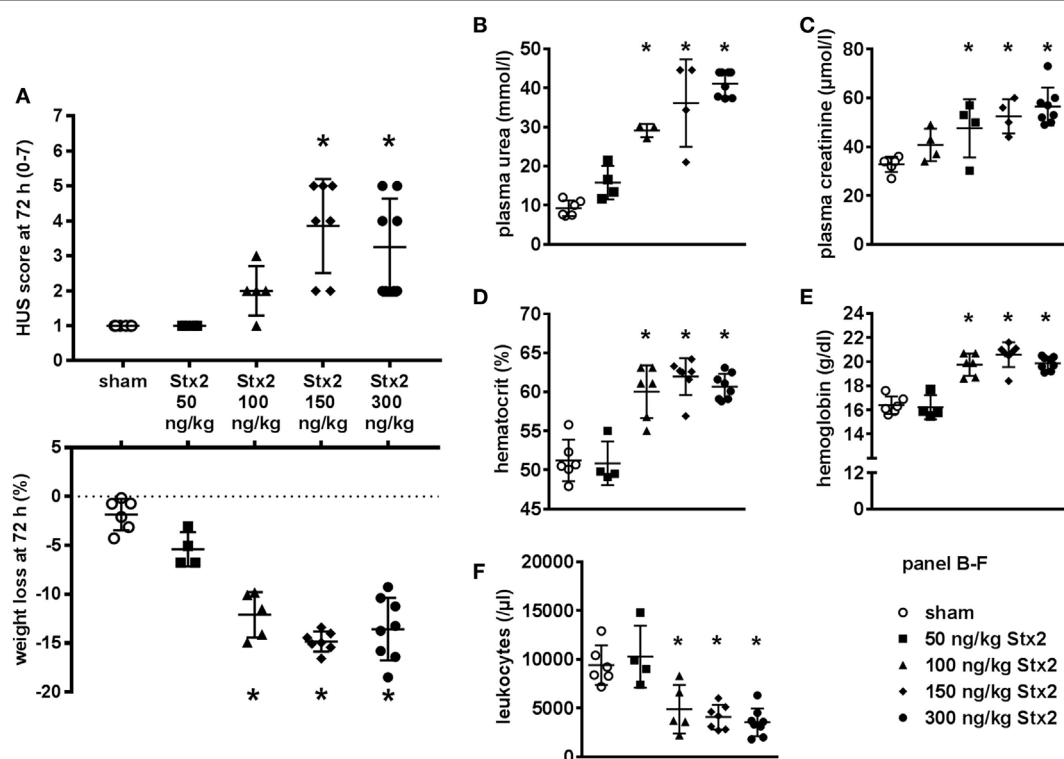 A
HUS score at 72 h (0-7)
7
6
5
4
3
2
1
0
* *
sham Stx2 Stx2 Stx2 Stx2
50 100 150 300
ng/kg ng/kg ng/kg ng/kg
weight loss at 72 h (%)
5
0
-5
-10
-15
-20
* * *
B
plasma urea (mmol/l)
50
40
30
20
10
0
* * *
C
plasma creatinine (µmol/l)
80
60
40
20
0
* * *
D
hematocrit (%)
70
65
60
55
50
45
* * *
E
hemoglobin (g/dl)
24
22
20
18
16
14
12
0
* * *
F
leukocytes (/µl)
20000
15000
10000
5000
0
* * *
panel B-F
sham
50 ng/kg Stx2
100 ng/kg Stx2
150 ng/kg Stx2
300 ng/kg Stx2